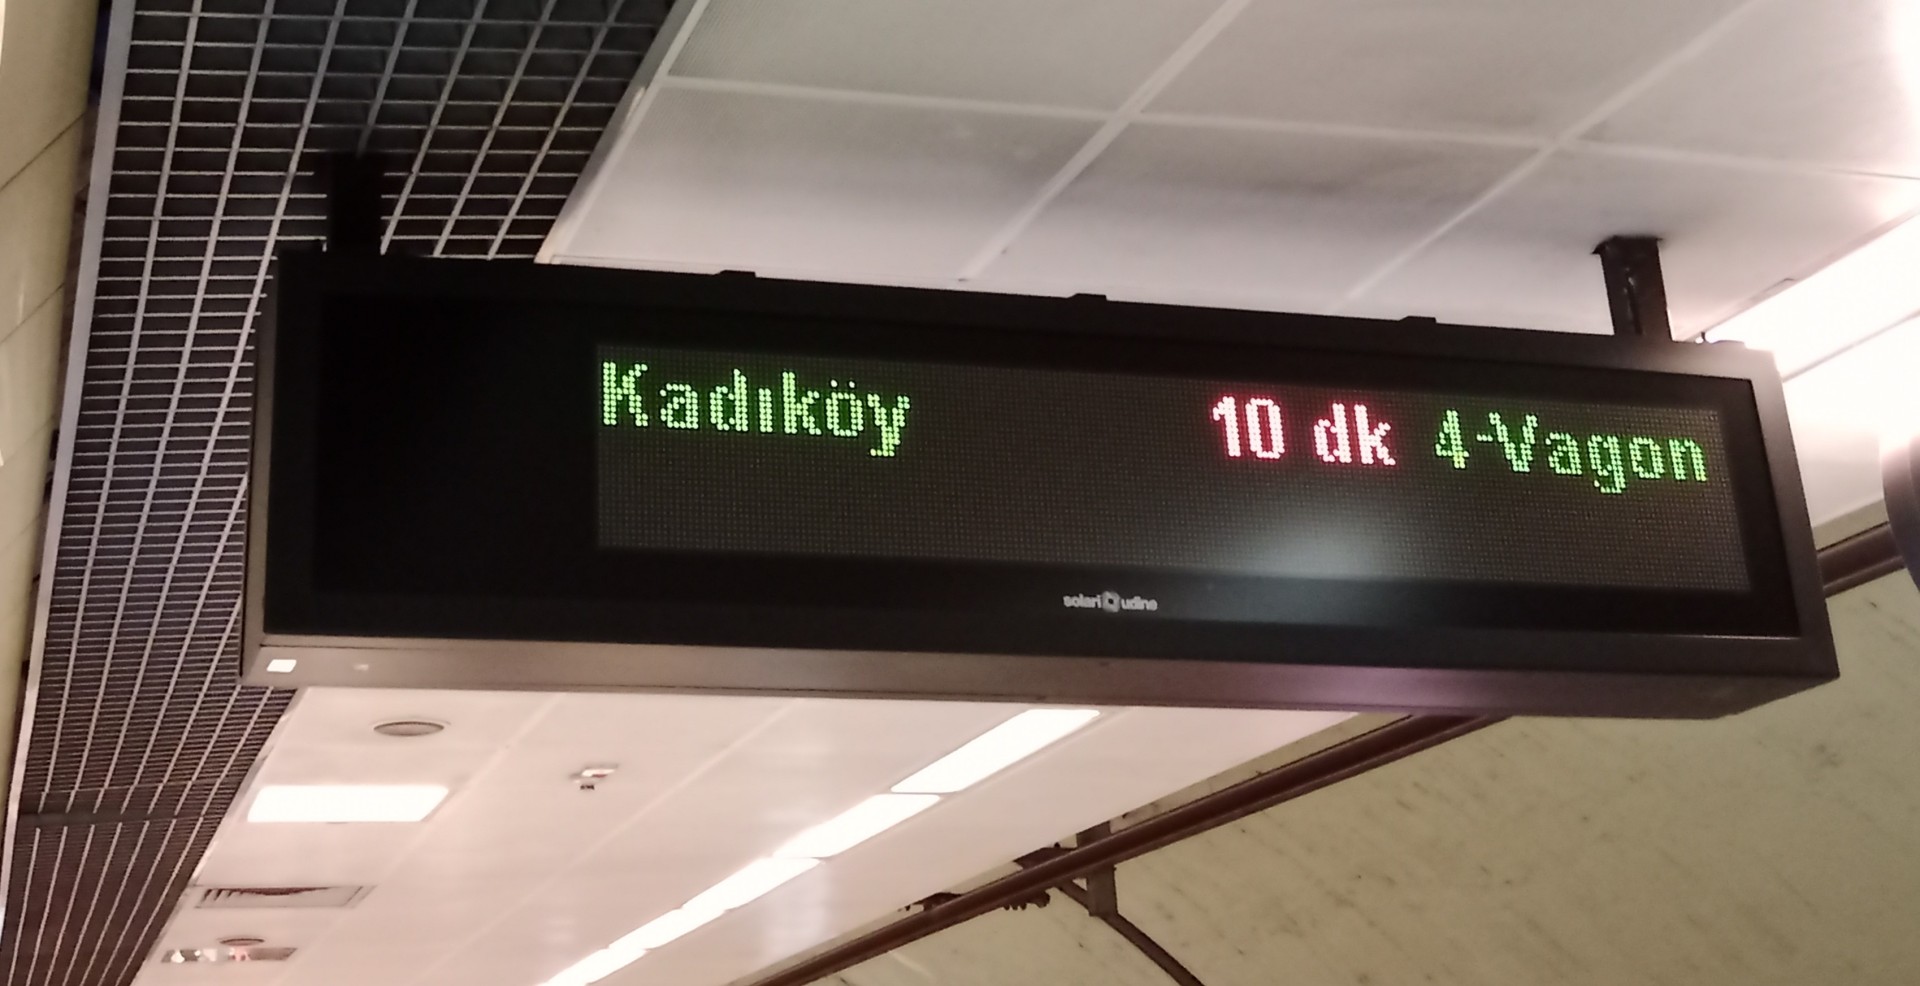 Kadıköy 10 dk 4-Vagon
solari udine